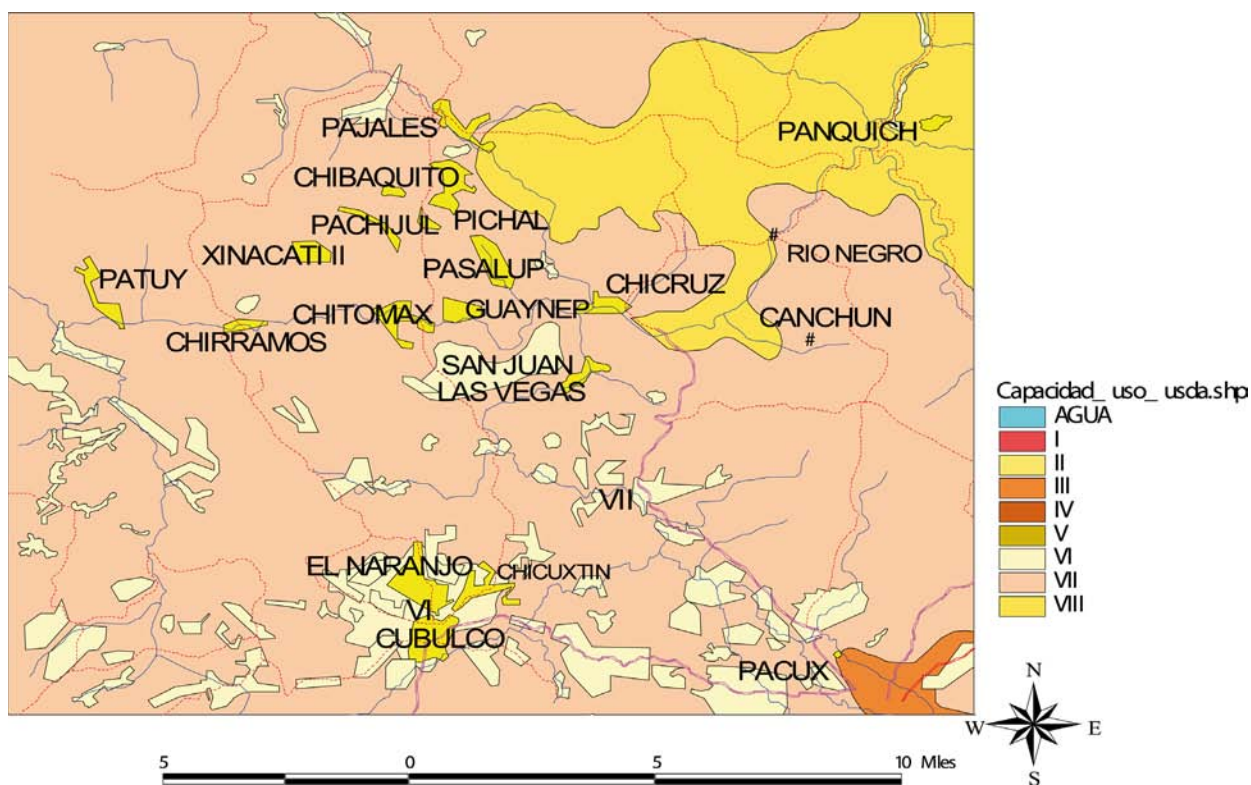 PAJALES
PANQUICH
CHIBAQUITO
PACHIJUL
PICHAL
XINACATI II
PATUY
PASALUP
#
RIO NEGRO
CHICRUZ
CHITOMAX
GUAYNEP
CANCHUN
#
CHIRRAMOS
SAN JUAN
LAS VEGAS
VII
EL NARANJO
CHICUXTIN
VI
CUBULCO
PACUX
Capacidad_ uso_ usda.shp
AGUA
I
II
III
IV
V
VI
VII
VIII
N
W
E
S
5 0 5 10 Miles